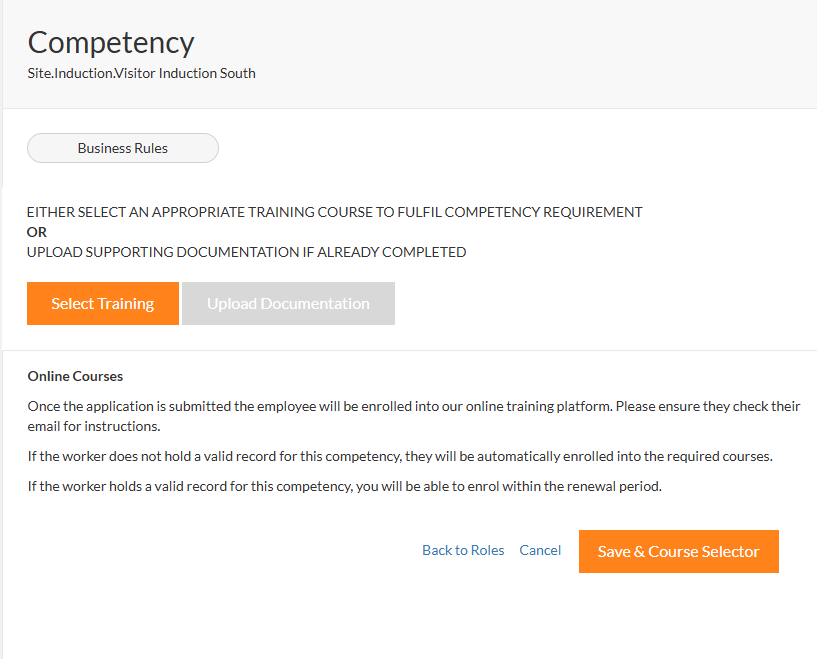 Competency
Site.Induction.Visitor Induction South
Business Rules
EITHER SELECT AN APPROPRIATE TRAINING COURSE TO FULFIL COMPETENCY REQUIREMENT
OR
UPLOAD SUPPORTING DOCUMENTATION IF ALREADY COMPLETED
Select Training Upload Documentation
Online Courses
Once the application is submitted the employee will be enrolled into our online training platform. Please ensure they check their
email for instructions.
If the worker does not hold a valid record for this competency, they will be automatically enrolled into the required courses.
If the worker holds a valid record for this competency, you will be able to enrol within the renewal period.
Back to Roles Cancel Save & Course Selector